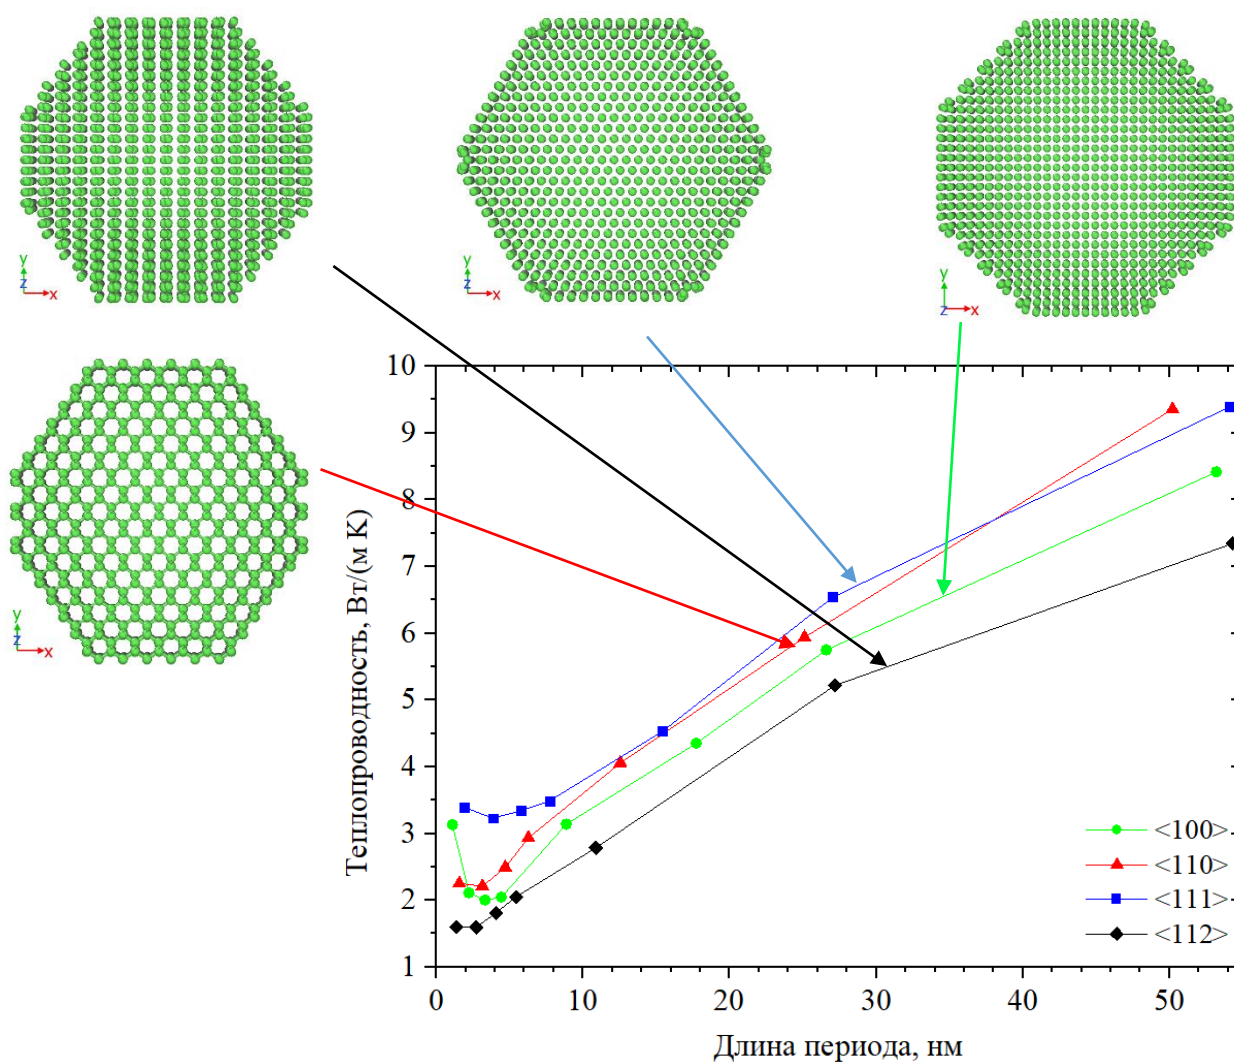 y
z
x
y
z
x
y
z
x
y
z
x
Теплопроводность, Вт/(м К)
10
9
8
7
6
5
4
3
2
1
0
10
20
30
40
50
Длина периода, нм
<100>
<110>
<111>
<112>